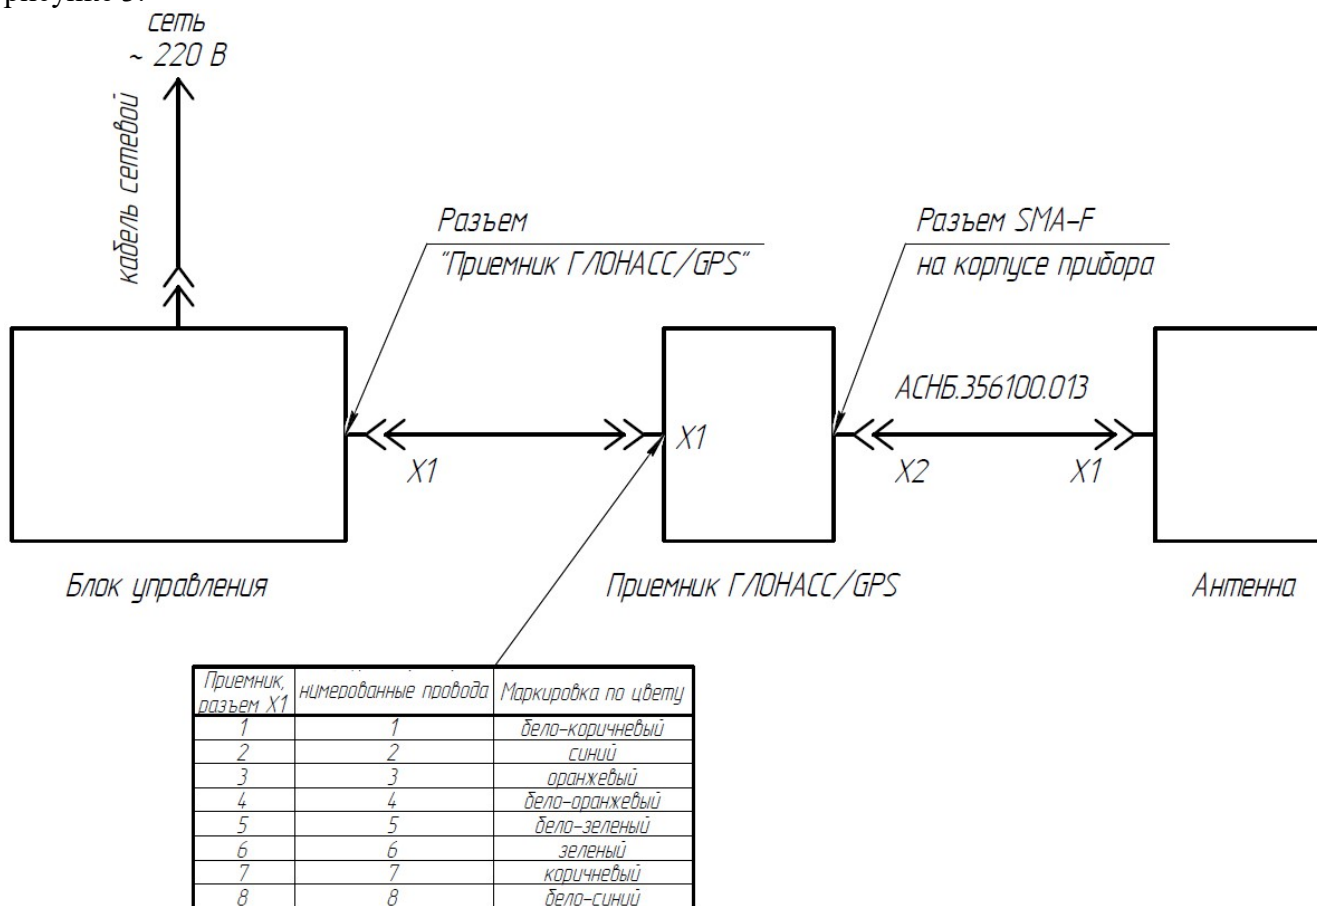 сеть
~ 220 В
кабель сетевой
Разъем
"Приемник ГЛОНАСС/GPS"
Разъем SMA-F
на корпусе прибора
АСНБ.356100.013
X1
X1
X2
X1
Блок управления
Приемник ГЛОНАСС/GPS
Антенна
Приемник, разъем X1 нумерованные провода Маркировка по цвету
1 1 бело-коричневый
2 2 синий
3 3 оранжевый
4 4 бело-оранжевый
5 5 бело-зеленый
6 6 зеленый
7 7 коричневый
8 8 бело-синий